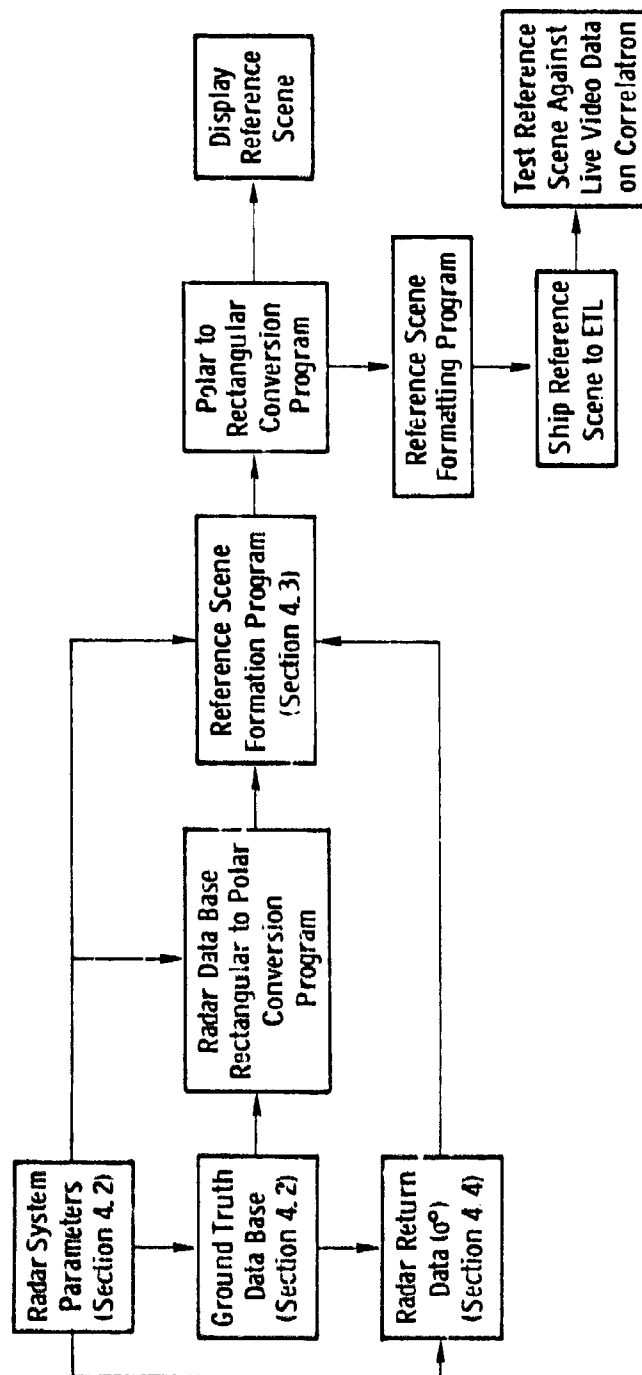 Radar System
Parameters
(Section 4.2)
Ground Truth
Data Base
(Section 4.2)
Radar Return
Data (σ°)
(Section 4.4)
Radar Data Base
Rectangular to Polar
Conversion
Program
Reference Scene
Formation Program
(Section 4.3)
Polar to
Rectangular
Conversion
Program
Display
Reference
Scene
Reference Scene
Formatting Program
Ship Reference
Scene to ETL
Test Reference
Scene Against
Live Video Data
on Correlatron